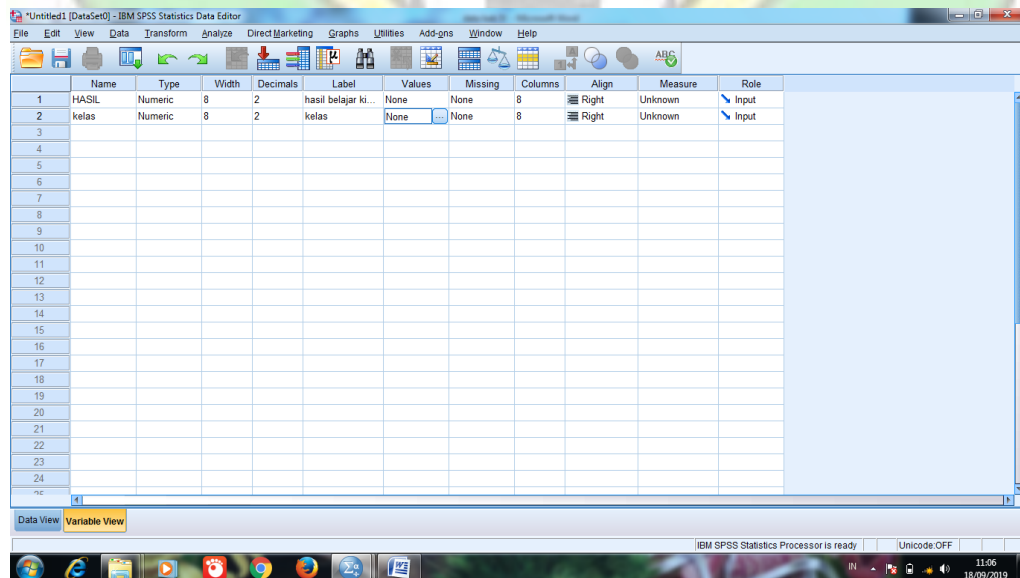 *Untitled1 [DataSet0] - IBM SPSS Statistics Data Editor
File Edit View Data Transform Analyze Direct Marketing Graphs Utilities Add-ons Window Help
Name Type Width Decimals Label Values Missing Columns Align Measure Role
1 HASIL Numeric 8 2 hasil belajar ki... None None 8 Right Unknown Input
2 kelas Numeric 8 2 kelas None ... None 8 Right Unknown Input
3
4
5
6
7
8
9
10
11
12
13
14
15
16
17
18
19
20
21
22
23
24
Data View Variable View
IBM SPSS Statistics Processor is ready Unicode:OFF
IN 11:06
18/09/2019